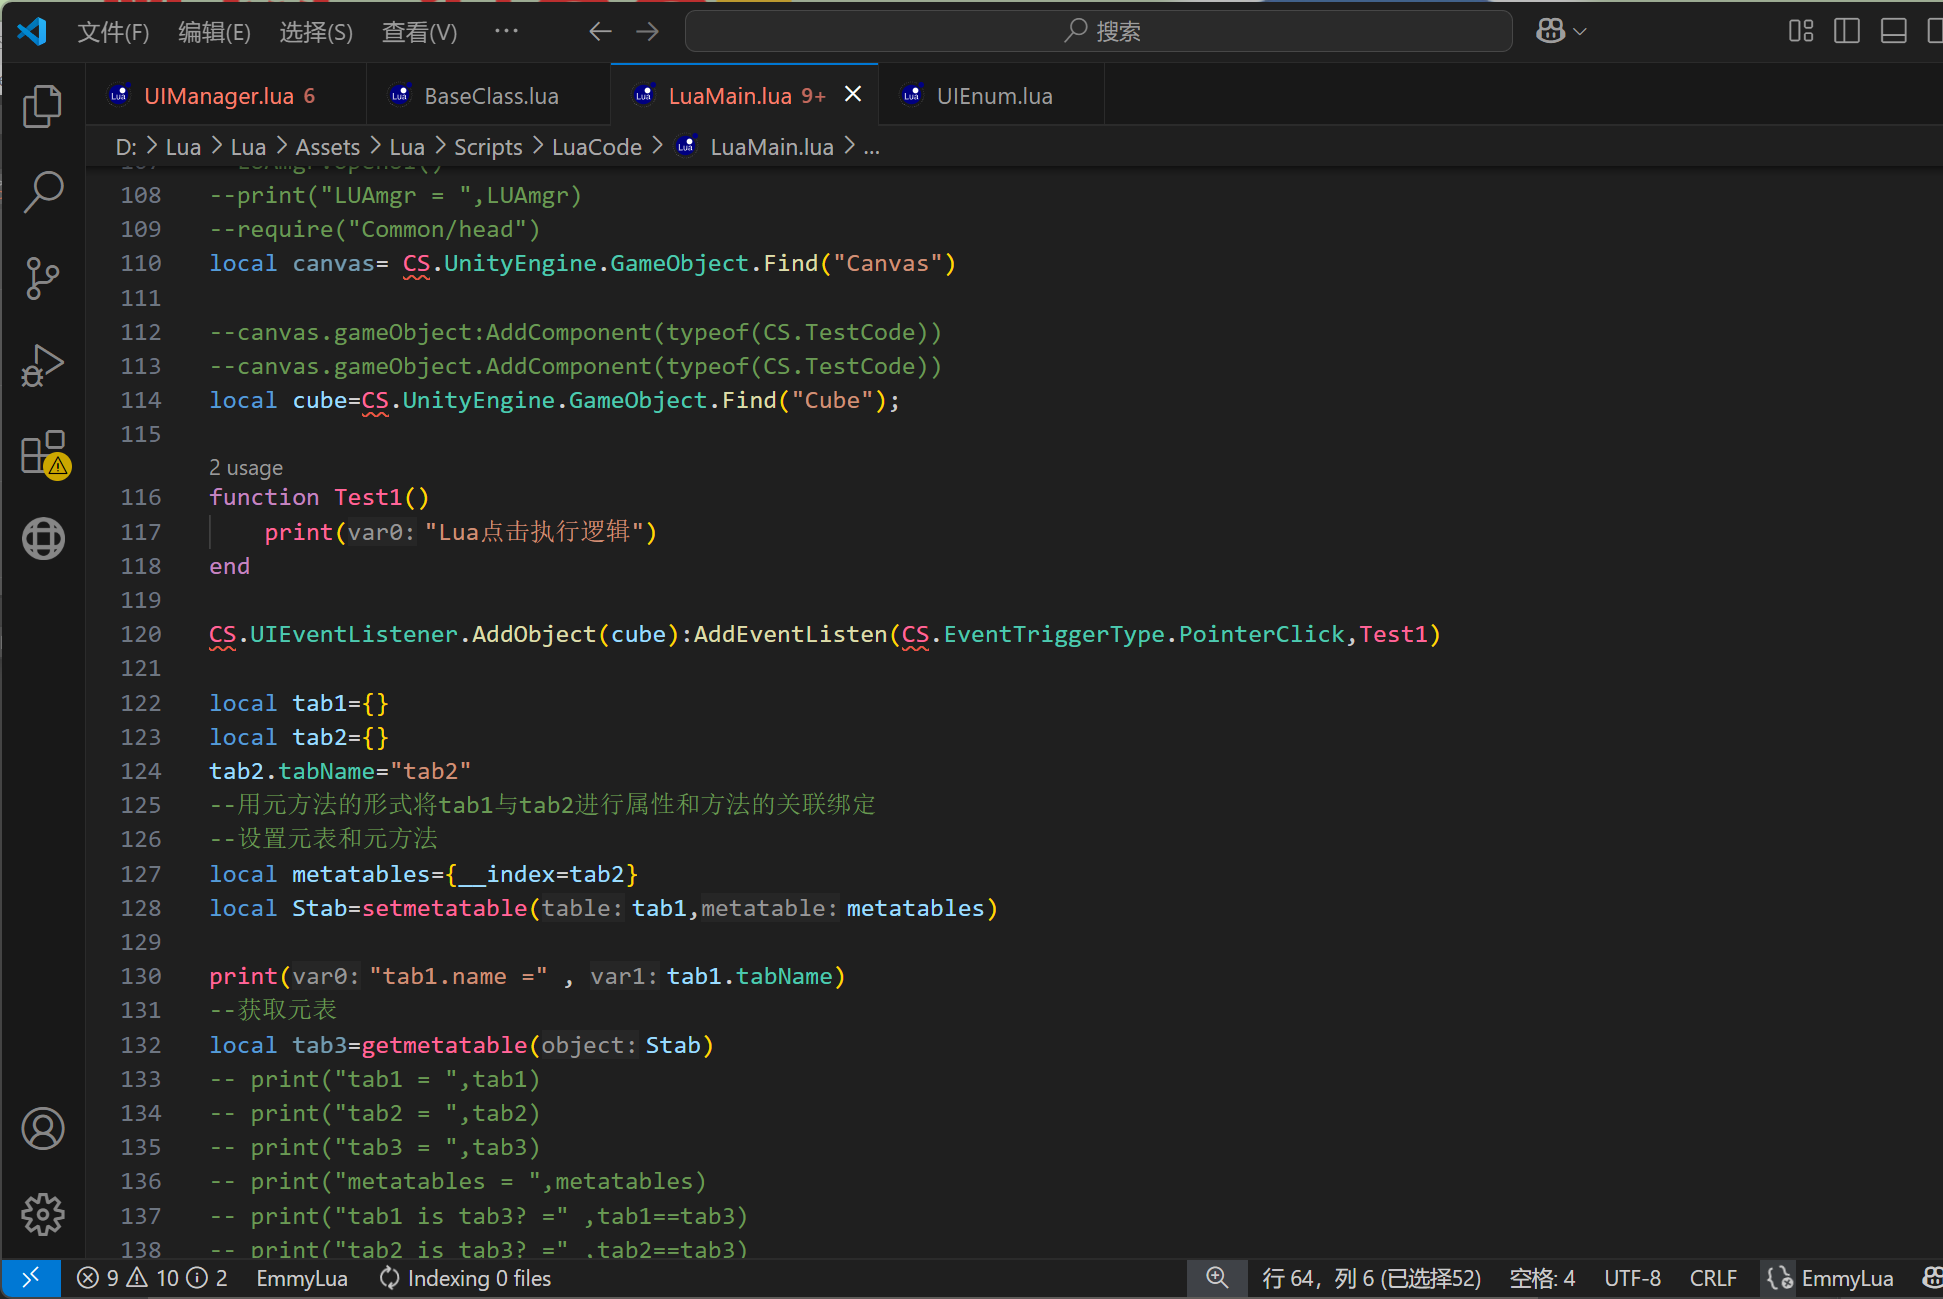 文件(F) 编辑(E) 选择(S) 查看(V) ··· 搜索
UIManager.lua 6 BaseClass.lua LuaMain.lua 9+ UIEnum.lua
D: > Lua > Lua > Assets > Lua > Scripts > LuaCode > LuaMain.lua > ...
108 --print("LUAmgr = ",LUAmgr)
109 --require("Common/head")
110 local canvas= CS.UnityEngine.GameObject.Find("Canvas")
111
112 --canvas.gameObject:AddComponent(typeof(CS.TestCode))
113 --canvas.gameObject.AddComponent(typeof(CS.TestCode))
114 local cube=CS.UnityEngine.GameObject.Find("Cube");
115
2 usage
116 function Test1()
117 print(var0: "Lua点击执行逻辑")
118 end
119
120 CS.UIEventListener.AddObject(cube):AddEventListen(CS.EventTriggerType.PointerClick,Test1)
121
122 local tab1={}
123 local tab2={}
124 tab2.tabName="tab2"
125 --用元方法的形式将tab1与tab2进行属性和方法的关联绑定
126 --设置元表和元方法
127 local metatables={__index=tab2}
128 local Stab=setmetatable(table: tab1,metatable: metatables)
129
130 print(var0: "tab1.name =" , var1: tab1.tabName)
131 --获取元表
132 local tab3=getmetatable(object: Stab)
133 -- print("tab1 = ",tab1)
134 -- print("tab2 = ",tab2)
135 -- print("tab3 = ",tab3)
136 -- print("metatables = ",metatables)
137 -- print("tab1 is tab3? =" ,tab1==tab3)
138 -- print("tab2 is tab3? =" ,tab2==tab3)
9 10 2 EmmyLua Indexing 0 files 行 64，列 6 (已选择52) 空格: 4 UTF-8 CRLF EmmyLua